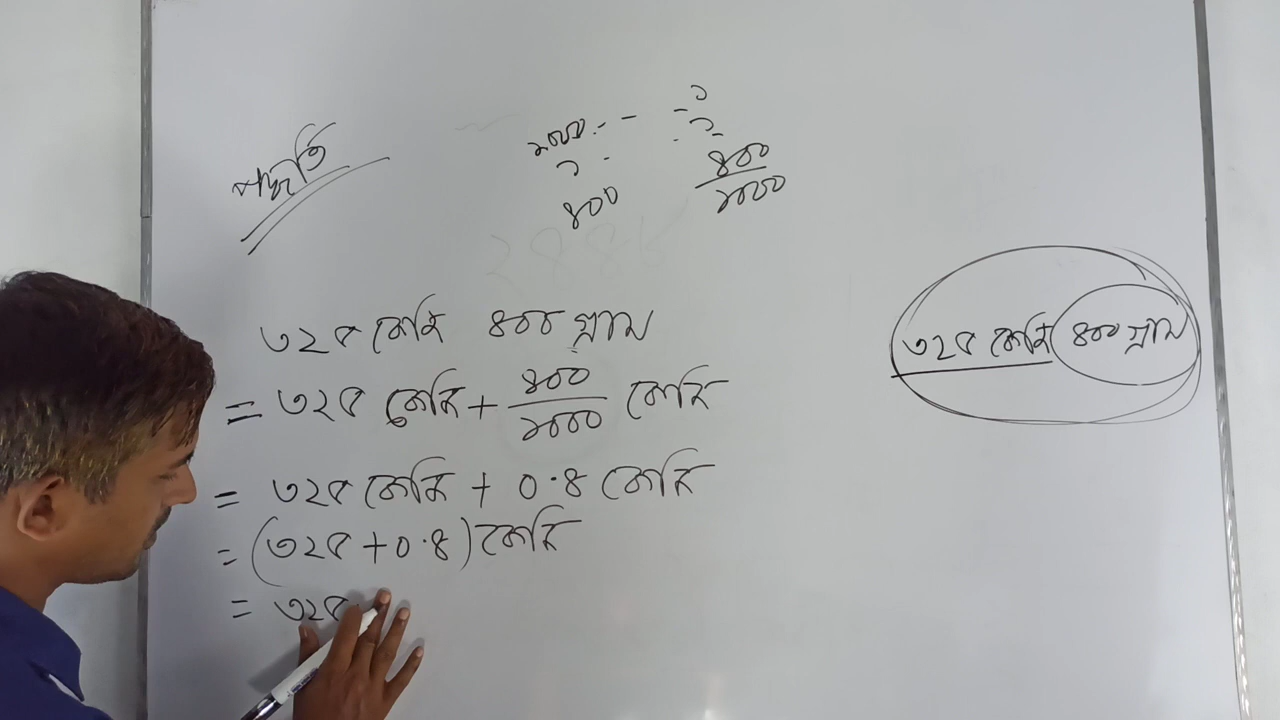 পদ্ধতি
১০০০ - - - ১
১ - - ১
৪০০ ৪০০/১০০০
৩২৫ কেজি ৪০০ গ্রাম
= ৩২৫ কেজি + ৪০০/১০০০ কেজি
= ৩২৫ কেজি + ০.৪ কেজি
= (৩২৫ + ০.৪) কেজি
= ৩২৫
৩২৫ কেজি ৪০০ গ্রাম